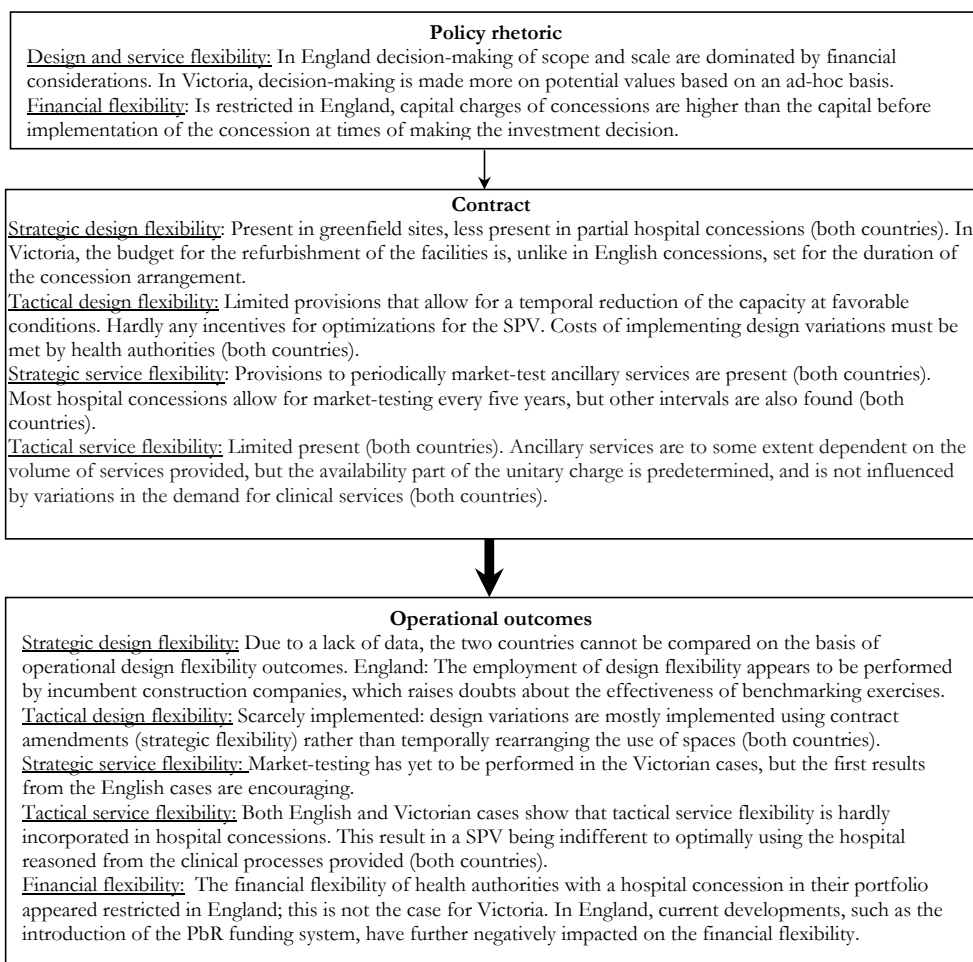 Policy rhetoric
Design and service flexibility: In England decision-making of scope and scale are dominated by financial
considerations. In Victoria, decision-making is made more on potential values based on an ad-hoc basis.
Financial flexibility: Is restricted in England, capital charges of concessions are higher than the capital before
implementation of the concession at times of making the investment decision.
Contract
Strategic design flexibility: Present in greenfield sites, less present in partial hospital concessions (both countries). In
Victoria, the budget for the refurbishment of the facilities is, unlike in English concessions, set for the duration of
the concession arrangement.
Tactical design flexibility: Limited provisions that allow for a temporal reduction of the capacity at favorable
conditions. Hardly any incentives for optimizations for the SPV. Costs of implementing design variations must be
met by health authorities (both countries).
Strategic service flexibility: Provisions to periodically market-test ancillary services are present (both countries).
Most hospital concessions allow for market-testing every five years, but other intervals are also found (both
countries).
Tactical service flexibility: Limited present (both countries). Ancillary services are to some extent dependent on the
volume of services provided, but the availability part of the unitary charge is predetermined, and is not influenced
by variations in the demand for clinical services (both countries).
Operational outcomes
Strategic design flexibility: Due to a lack of data, the two countries cannot be compared on the basis of
operational design flexibility outcomes. England: The employment of design flexibility appears to be performed
by incumbent construction companies, which raises doubts about the effectiveness of benchmarking exercises.
Tactical design flexibility: Scarcely implemented: design variations are mostly implemented using contract
amendments (strategic flexibility) rather than temporally rearranging the use of spaces (both countries).
Strategic service flexibility: Market-testing has yet to be performed in the Victorian cases, but the first results
from the English cases are encouraging.
Tactical service flexibility: Both English and Victorian cases show that tactical service flexibility is hardly
incorporated in hospital concessions. This result in a SPV being indifferent to optimally using the hospital
reasoned from the clinical processes provided (both countries).
Financial flexibility: The financial flexibility of health authorities with a hospital concession in their portfolio
appeared restricted in England; this is not the case for Victoria. In England, current developments, such as the
introduction of the PbR funding system, have further negatively impacted on the financial flexibility.